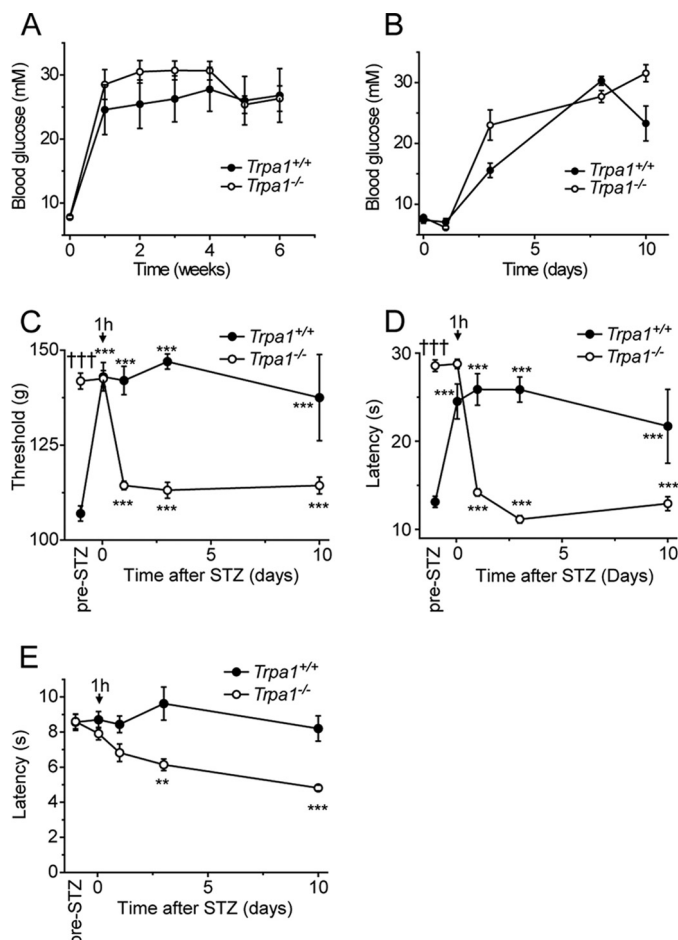 A
Blood glucose (mM)
30
20
10
0
2
4
6
Time (weeks)
Trpa1+/+
Trpa1-/-
B
Blood glucose (mM)
30
20
10
0
5
10
Time (days)
Trpa1+/+
Trpa1-/-
C
1h
Trpa1+/+
Trpa1-/-
†††
***
***
***
***
***
***
***
Threshold (g)
150
125
100
pre-STZ
0
5
10
Time after STZ (days)
D
1h
Trpa1+/+
Trpa1-/-
†††
***
***
***
***
***
***
***
Latency (s)
30
20
10
pre-STZ
0
5
10
Time after STZ (Days)
E
1h
Trpa1+/+
Trpa1-/-
**
***
Latency (s)
10
8
6
4
2
0
pre-STZ
0
5
10
Time after STZ (days)